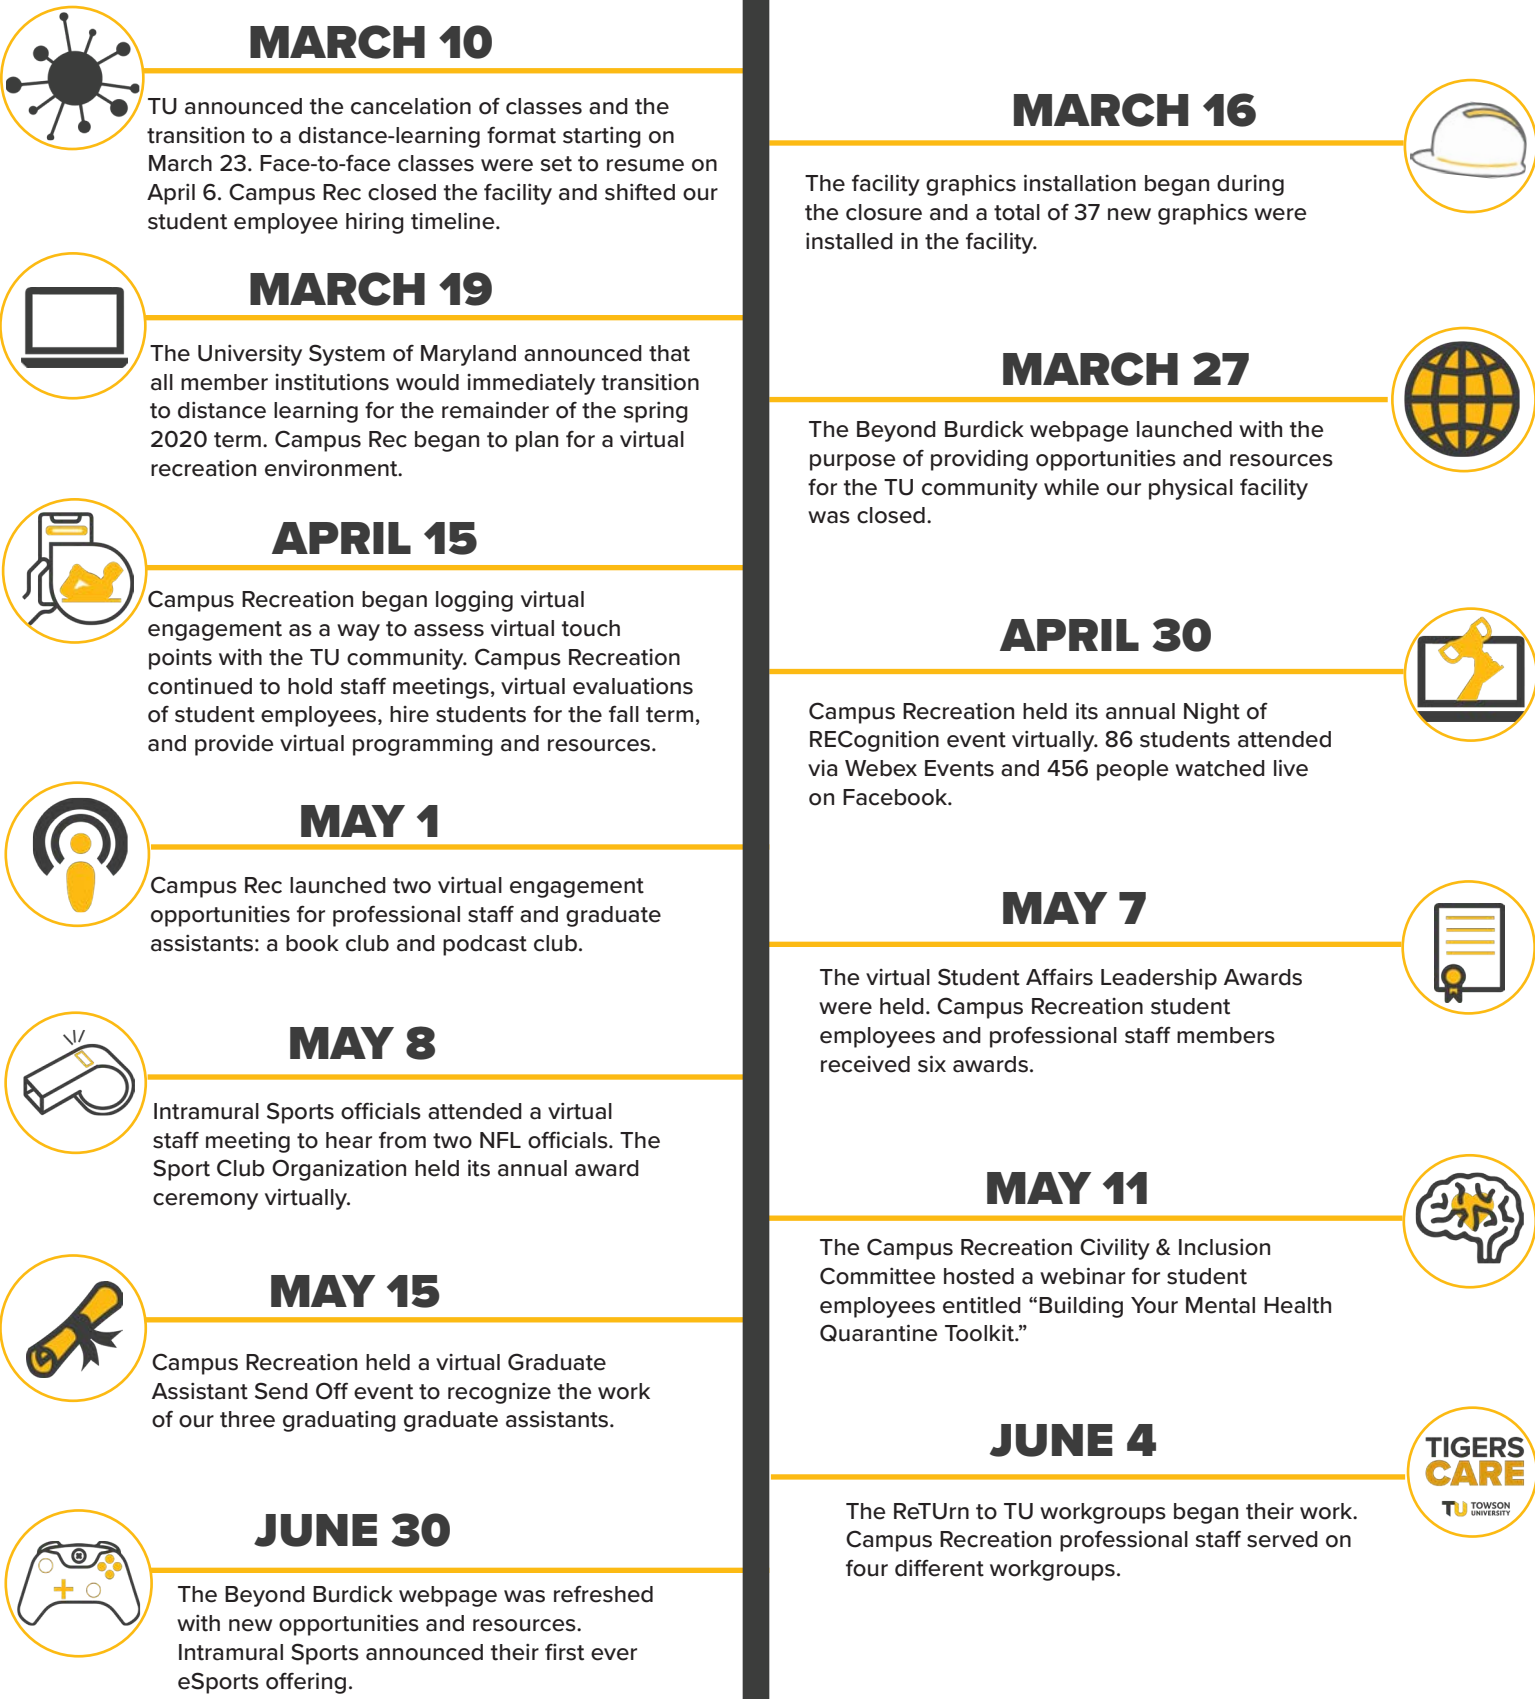 MARCH 10
TU announced the cancelation of classes and the
transition to a distance-learning format starting on
March 23. Face-to-face classes were set to resume on
April 6. Campus Rec closed the facility and shifted our
student employee hiring timeline.
MARCH 16
The facility graphics installation began during
the closure and a total of 37 new graphics were
installed in the facility.
MARCH 19
The University System of Maryland announced that
all member institutions would immediately transition
to distance learning for the remainder of the spring
2020 term. Campus Rec began to plan for a virtual
recreation environment.
MARCH 27
The Beyond Burdick webpage launched with the
purpose of providing opportunities and resources
for the TU community while our physical facility
was closed.
APRIL 15
Campus Recreation began logging virtual
engagement as a way to assess virtual touch
points with the TU community. Campus Recreation
continued to hold staff meetings, virtual evaluations
of student employees, hire students for the fall term,
and provide virtual programming and resources.
APRIL 30
Campus Recreation held its annual Night of
RECognition event virtually. 86 students attended
via Webex Events and 456 people watched live
on Facebook.
MAY 1
Campus Rec launched two virtual engagement
opportunities for professional staff and graduate
assistants: a book club and podcast club.
MAY 7
The virtual Student Affairs Leadership Awards
were held. Campus Recreation student
employees and professional staff members
received six awards.
MAY 8
Intramural Sports officials attended a virtual
staff meeting to hear from two NFL officials. The
Sport Club Organization held its annual award
ceremony virtually.
MAY 11
The Campus Recreation Civility & Inclusion
Committee hosted a webinar for student
employees entitled “Building Your Mental Health
Quarantine Toolkit.”
MAY 15
Campus Recreation held a virtual Graduate
Assistant Send Off event to recognize the work
of our three graduating graduate assistants.
JUNE 4
TIGERS
CARE
TU TOWSON
UNIVERSITY
The ReTUrn to TU workgroups began their work.
Campus Recreation professional staff served on
four different workgroups.
JUNE 30
The Beyond Burdick webpage was refreshed
with new opportunities and resources.
Intramural Sports announced their first ever
eSports offering.